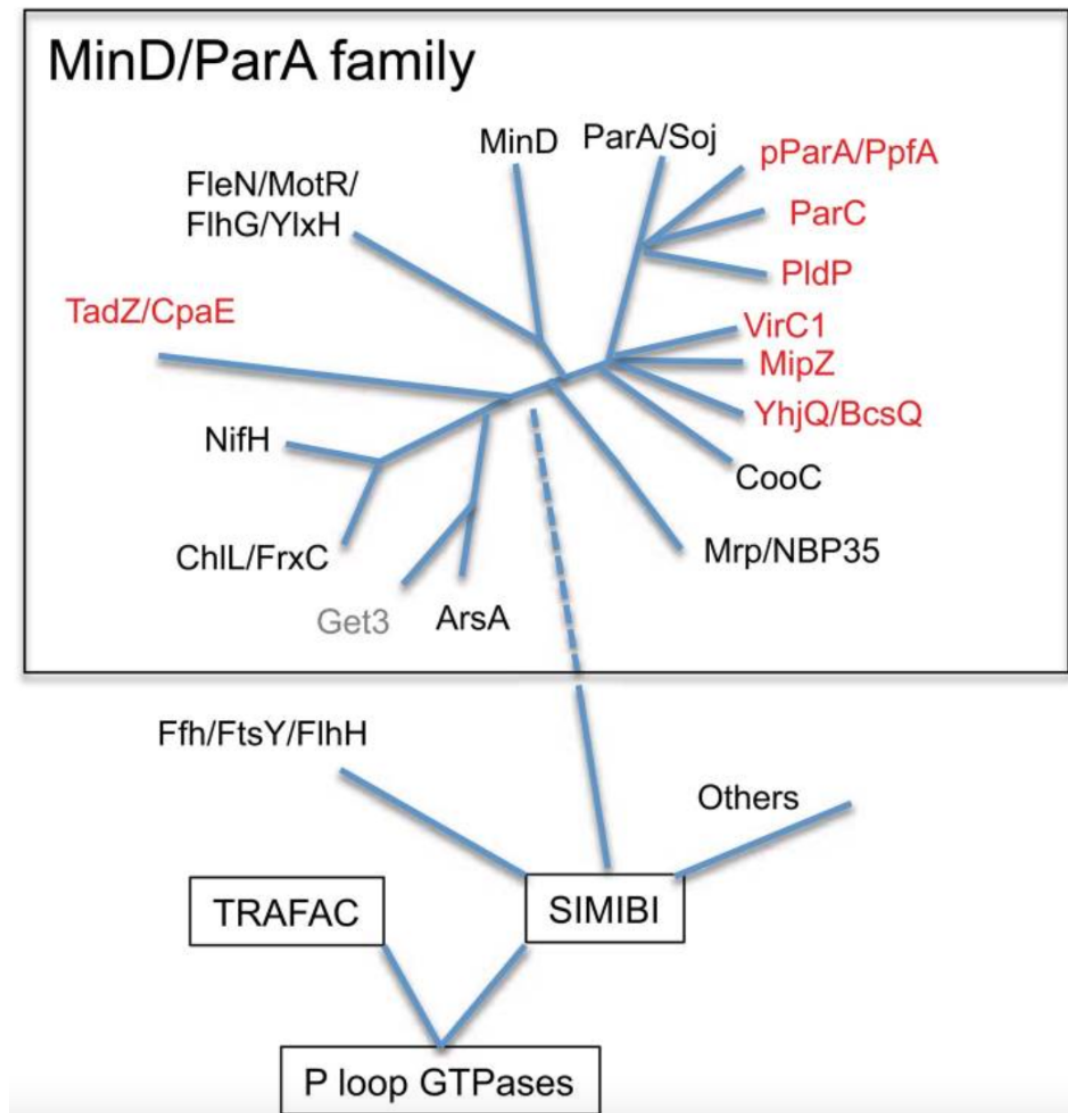 MinD/ParA family
MinD
ParA/Soj
pParA/PpfA
FleN/MotR/
FlhG/YlxH
ParC
PldP
TadZ/CpaE
VirC1
MipZ
YhjQ/BcsQ
NifH
CooC
ChlL/FrxC
Mrp/NBP35
Get3
ArsA
Ffh/FtsY/FlhH
Others
TRAFAC
SIMIBI
P loop GTPases